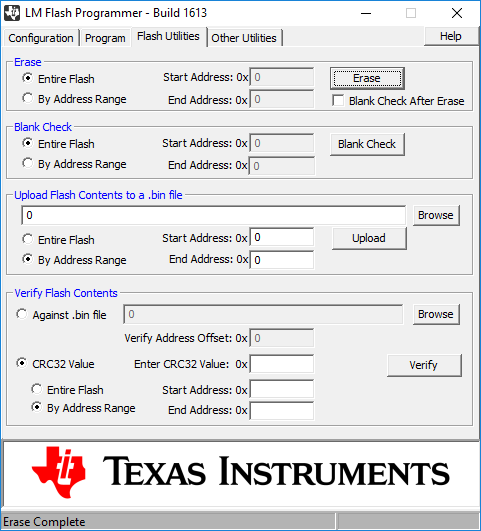 LM Flash Programmer - Build 1613
Configuration Program Flash Utilities Other Utilities Help
Erase
Entire Flash Start Address: 0x 0 Erase
By Address Range End Address: 0x 0 Blank Check After Erase
Blank Check
Entire Flash Start Address: 0x 0 Blank Check
By Address Range End Address: 0x 0
Upload Flash Contents to a .bin file
0 Browse
Entire Flash Start Address: 0x 0 Upload
By Address Range End Address: 0x 0
Verify Flash Contents
Against .bin file 0 Browse
Verify Address Offset: 0x 0
CRC32 Value Enter CRC32 Value: 0x Verify
Entire Flash Start Address: 0x
By Address Range End Address: 0x
TEXAS INSTRUMENTS
Erase Complete